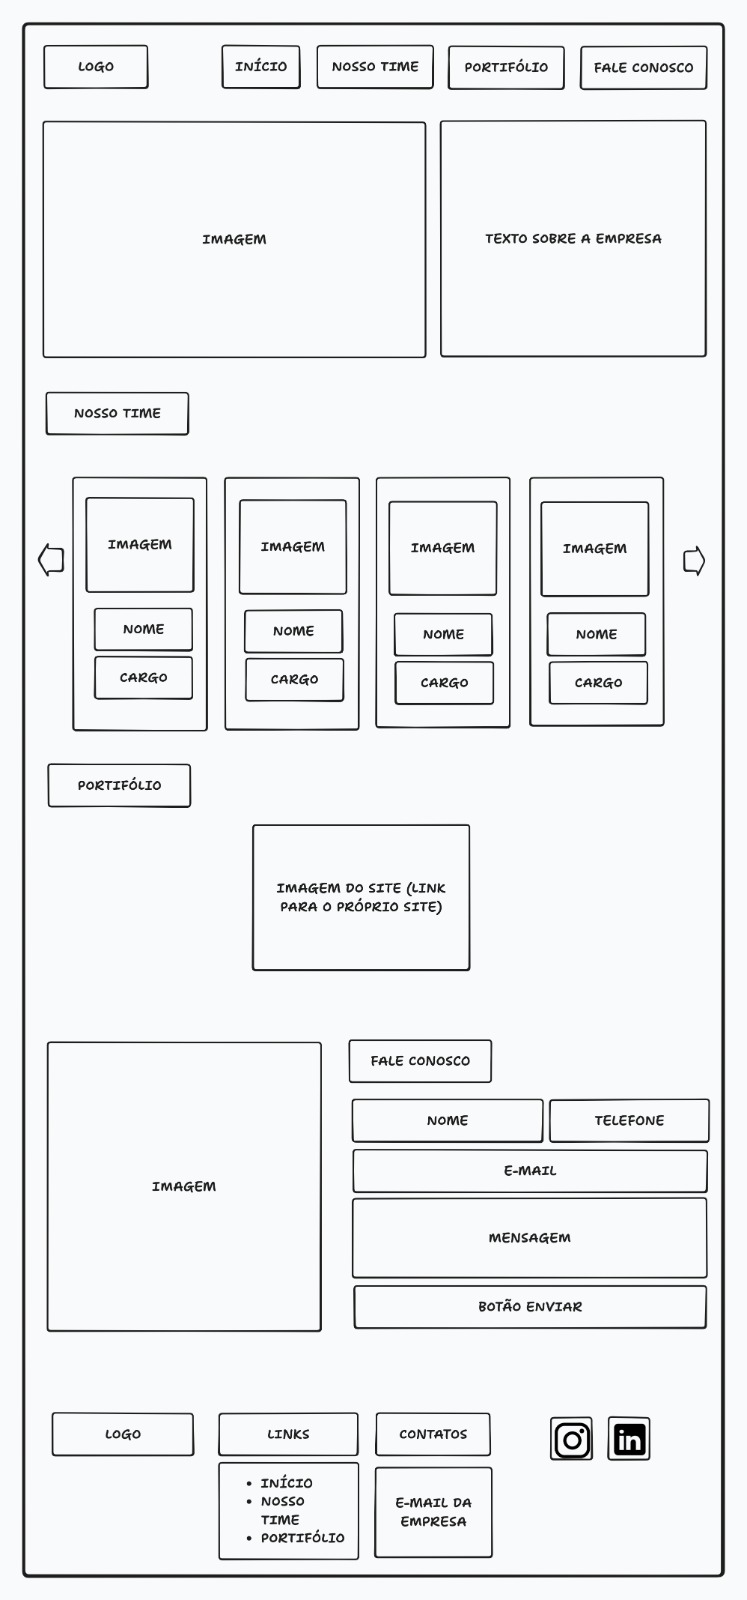 LOGO
INÍCIO
NOSSO TIME
PORTIFÓLIO
FALE CONOSCO
IMAGEM
TEXTO SOBRE A EMPRESA
NOSSO TIME
IMAGEM
NOME
CARGO
IMAGEM
NOME
CARGO
IMAGEM
NOME
CARGO
IMAGEM
NOME
CARGO
PORTIFÓLIO
IMAGEM DO SITE (LINK
PARA O PRÓPRIO SITE)
IMAGEM
FALE CONOSCO
NOME
TELEFONE
E-MAIL
MENSAGEM
BOTÃO ENVIAR
LOGO
LINKS
• INÍCIO
• NOSSO
TIME
• PORTIFÓLIO
CONTATOS
E-MAIL DA
EMPRESA
in